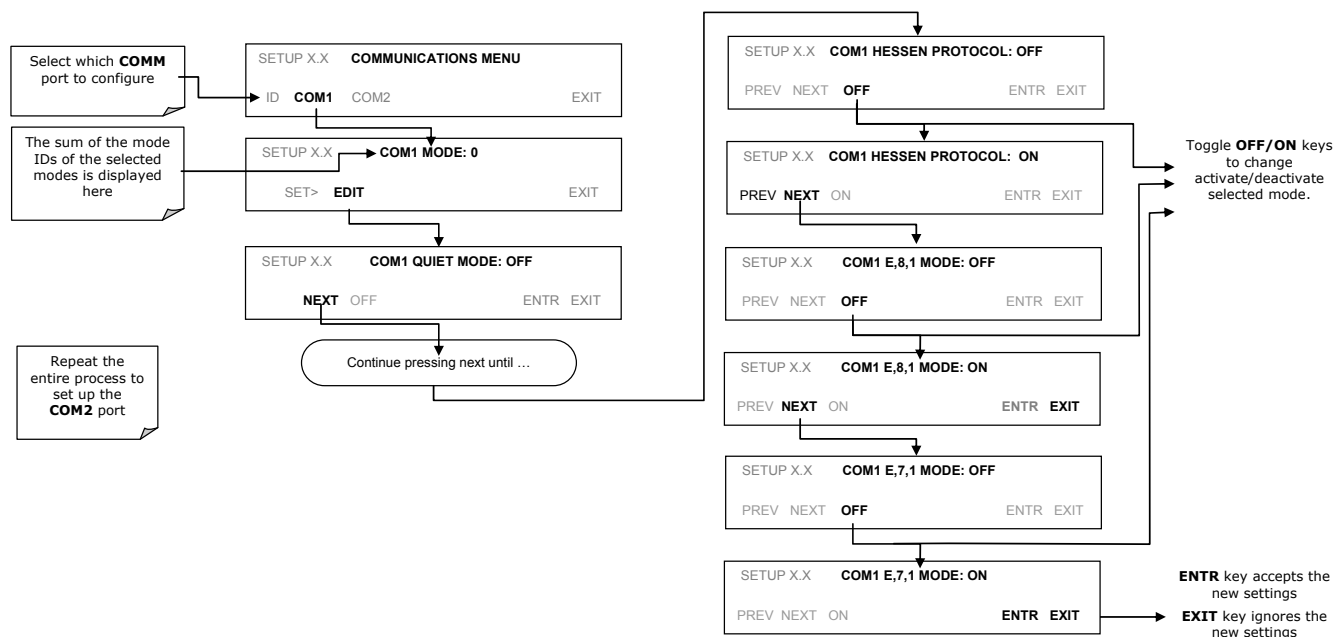 Select which COMM
port to configure
SETUP X.X COMMUNICATIONS MENU
ID COM1 COM2 EXIT
The sum of the mode
IDs of the selected
modes is displayed
here
SETUP X.X COM1 MODE: 0
SET> EDIT EXIT
SETUP X.X COM1 QUIET MODE: OFF
NEXT OFF ENTR EXIT
Continue pressing next until …
Repeat the
entire process to
set up the
COM2 port
SETUP X.X COM1 HESSEN PROTOCOL: OFF
PREV NEXT OFF ENTR EXIT
SETUP X.X COM1 HESSEN PROTOCOL: ON
PREV NEXT ON ENTR EXIT
Toggle OFF/ON keys
to change
activate/deactivate
selected mode.
SETUP X.X COM1 E,8,1 MODE: OFF
PREV NEXT OFF ENTR EXIT
SETUP X.X COM1 E,8,1 MODE: ON
PREV NEXT ON ENTR EXIT
SETUP X.X COM1 E,7,1 MODE: OFF
PREV NEXT OFF ENTR EXIT
SETUP X.X COM1 E,7,1 MODE: ON
PREV NEXT ON ENTR EXIT
ENTR key accepts the
new settings
EXIT key ignores the
new settings